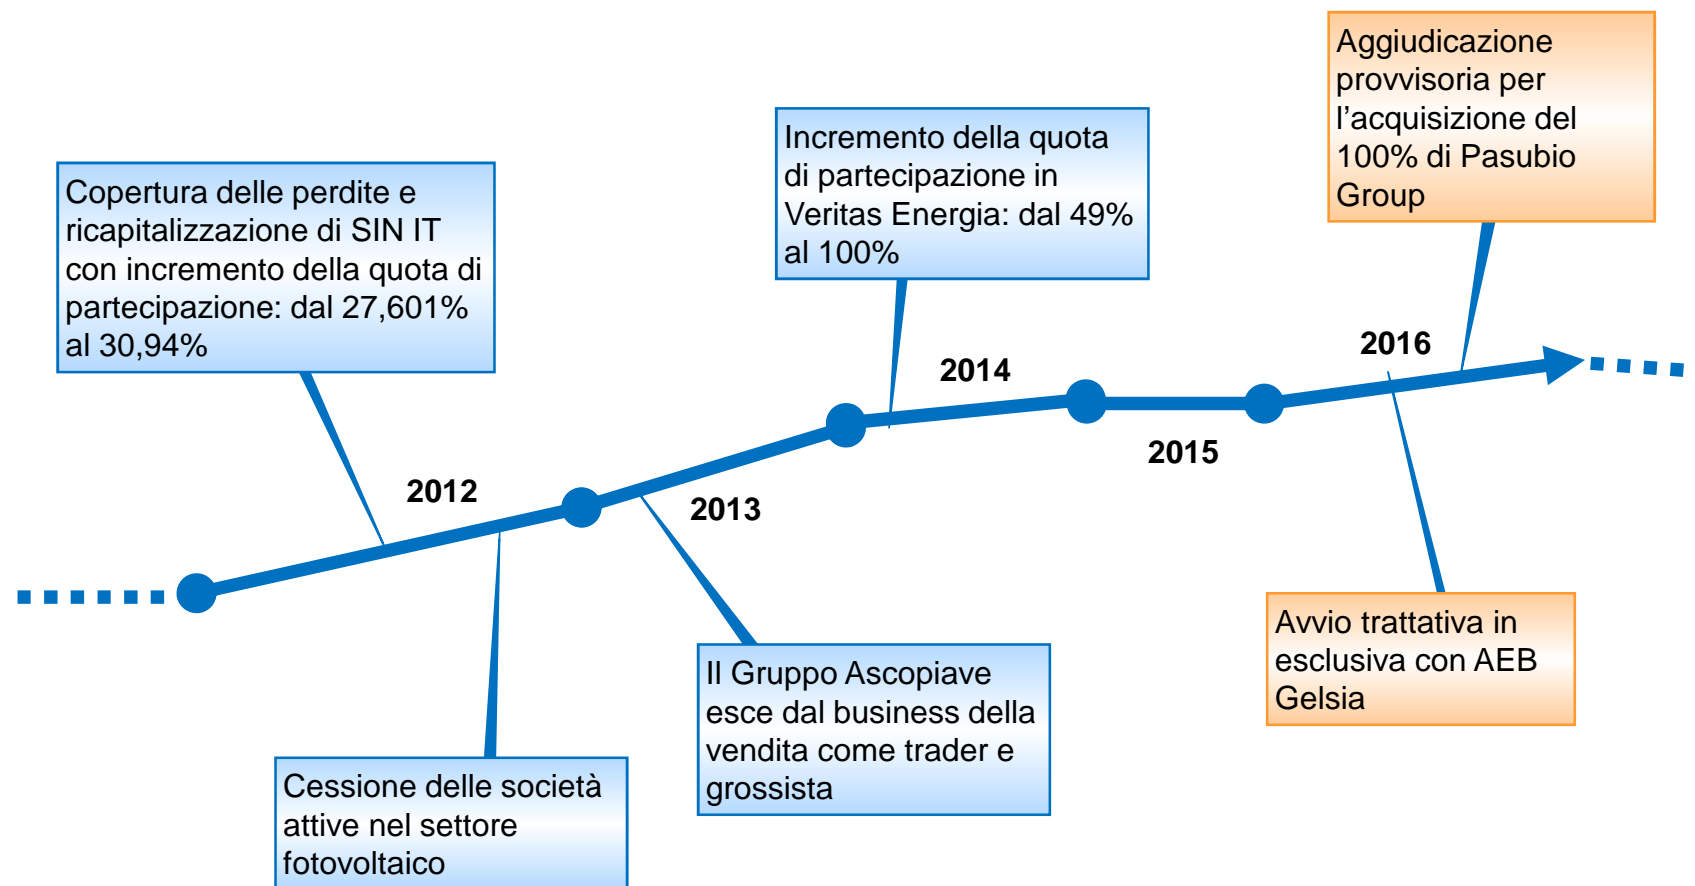 Aggiudicazione
provvisoria per
l’acquisizione del
100% di Pasubio
Group
Incremento della quota
di partecipazione in
Veritas Energia: dal 49%
al 100%
Copertura delle perdite e
ricapitalizzazione di SIN IT
con incremento della quota di
partecipazione: dal 27,601%
al 30,94%
2012
2013
2014
2015
2016
Cessione delle società
attive nel settore
fotovoltaico
Il Gruppo Ascopiave
esce dal business della
vendita come trader e
grossista
Avvio trattativa in
esclusiva con AEB
Gelsia